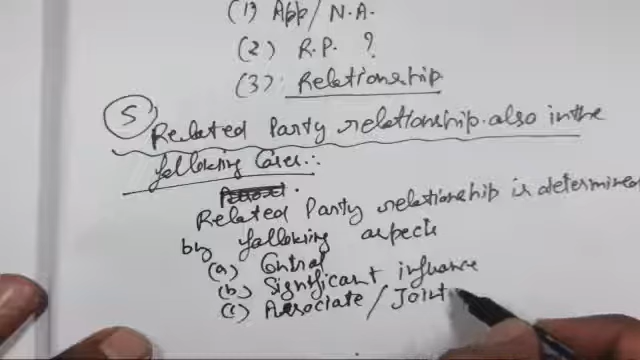 (1) App/N.A.
(2) R.P. ?
(3) Relationship
(5) Related Party relationship also in the
following Cases:
Related Party relationship is determined
by following aspects
(a) Control
(b) Significant influence
(c) Associate / Joint